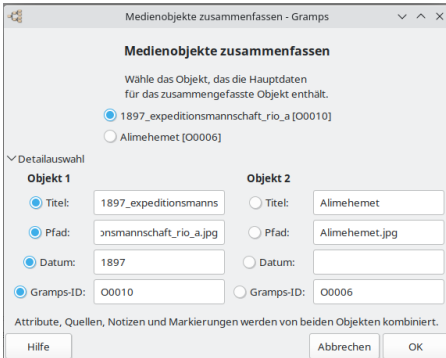 Medienobjekte zusammenfassen - Gramps
Medienobjekte zusammenfassen
Wähle das Objekt, das die Hauptdaten
für das zusammengefasste Objekt enthält.
1897_expeditionsmannschaft_rio_a [O0010]
Alimehemet [O0006]
Detailauswahl
Objekt 1 Objekt 2
Titel: 1897_expeditionsmanns Titel: Alimehemet
Pfad: onsmannschaft_rio_a.jpg Pfad: Alimehemet.jpg
Datum: 1897 Datum:
Gramps-ID: O0010 Gramps-ID: O0006
Attribute, Quellen, Notizen und Markierungen werden von beiden Objekten kombiniert.
Hilfe Abbrechen OK